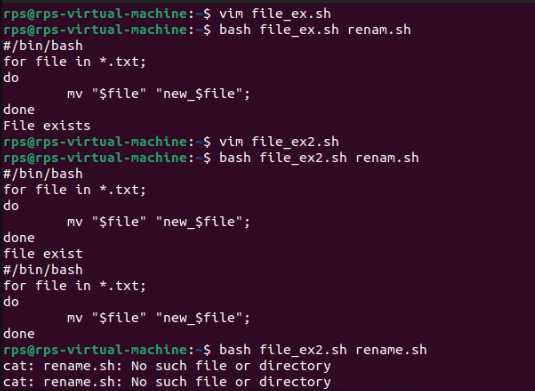 rps@rps-virtual-machine:~$ vim file_ex.sh
rps@rps-virtual-machine:~$ bash file_ex.sh renam.sh
#/bin/bash
for file in *.txt;
do
        mv "$file" "new_$file";
done
File exists
rps@rps-virtual-machine:~$ vim file_ex2.sh
rps@rps-virtual-machine:~$ bash file_ex2.sh renam.sh
#/bin/bash
for file in *.txt;
do
        mv "$file" "new_$file";
done
file exist
#/bin/bash
for file in *.txt;
do
        mv "$file" "new_$file";
done
rps@rps-virtual-machine:~$ bash file_ex2.sh rename.sh
cat: rename.sh: No such file or directory
cat: rename.sh: No such file or directory